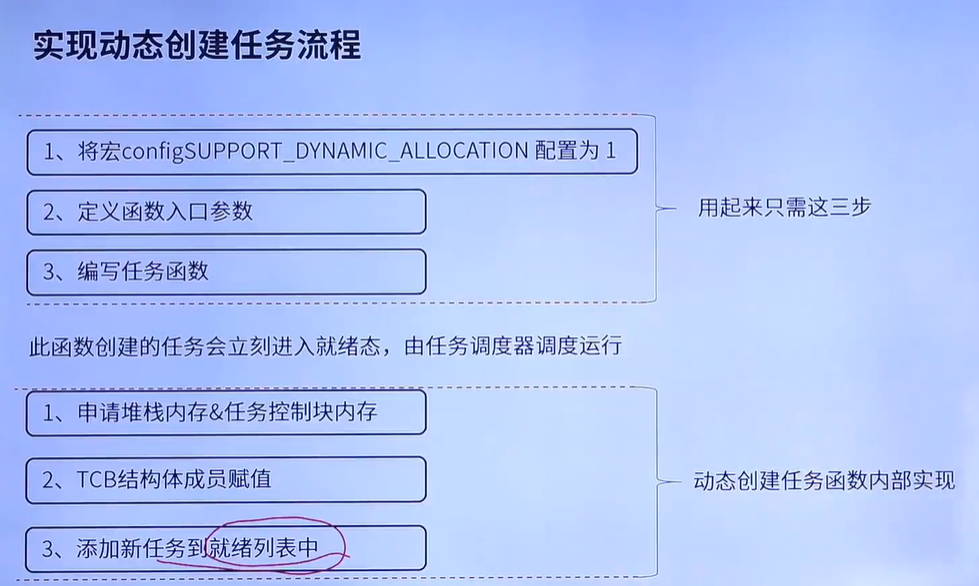 实现动态创建任务流程
1、将宏configSUPPORT_DYNAMIC_ALLOCATION 配置为 1
2、定义函数入口参数
用起来只需这三步
3、编写任务函数
此函数创建的任务会立刻进入就绪态，由任务调度器调度运行
1、申请堆栈内存&任务控制块内存
2、TCB结构体成员赋值
动态创建任务函数内部实现
3、添加新任务到就绪列表中